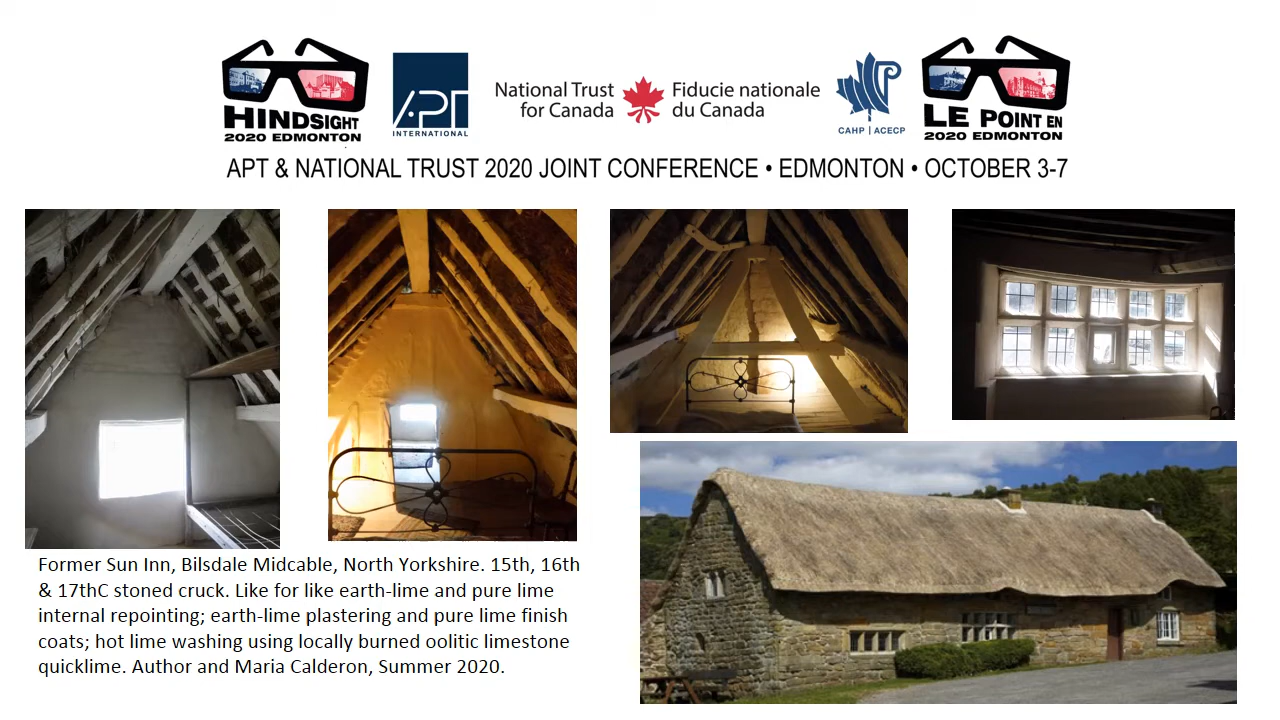 HINDSIGHT
2020 EDMONTON
APT
INTERNATIONAL
National Trust
for Canada
Fiducie nationale
du Canada
CAHP | ACECP
LE POINT EN
2020 EDMONTON
APT & NATIONAL TRUST 2020 JOINT CONFERENCE • EDMONTON • OCTOBER 3-7
Former Sun Inn, Bilsdale Midcable, North Yorkshire. 15th, 16th
& 17thC stoned cruck. Like for like earth-lime and pure lime
internal repointing; earth-lime plastering and pure lime finish
coats; hot lime washing using locally burned oolitic limestone
quicklime. Author and Maria Calderon, Summer 2020.